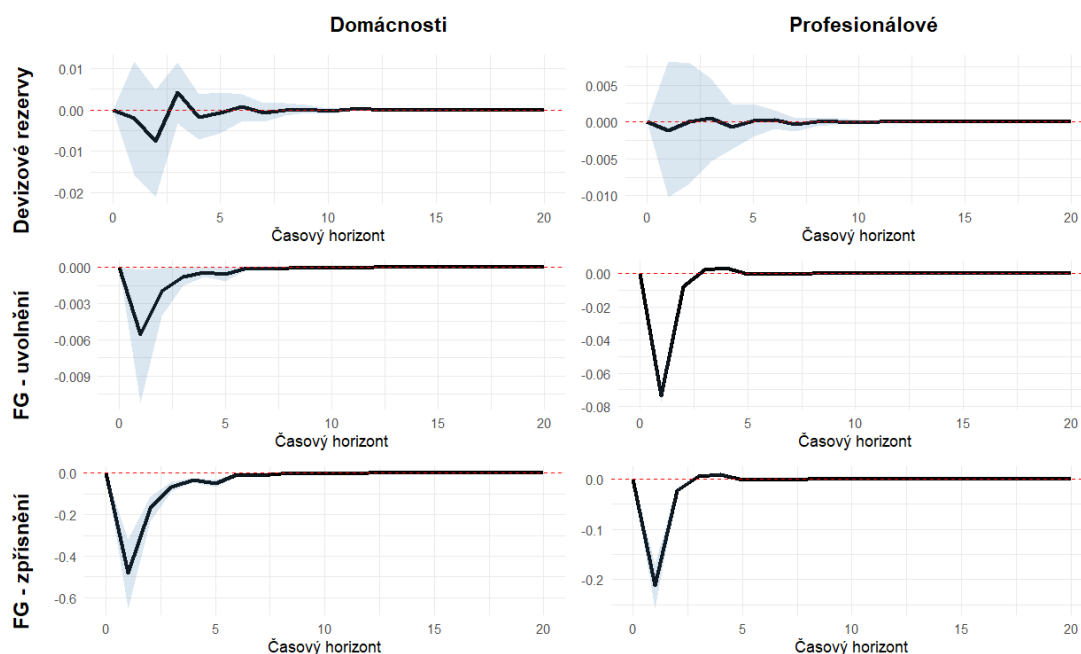 Domácnosti
Profesionálové
Devizové rezervy
0.01
0.00
-0.01
-0.02
0 5 10 15 20
Časový horizont
0.005
0.000
-0.005
-0.010
0 5 10 15 20
Časový horizont
FG - uvolnění
0.000
-0.003
-0.006
-0.009
0 5 10 15 20
Časový horizont
0.00
-0.02
-0.04
-0.06
-0.08
0 5 10 15 20
Časový horizont
FG - zpřísnění
0.0
-0.2
-0.4
-0.6
0 5 10 15 20
Časový horizont
0.0
-0.1
-0.2
0 5 10 15 20
Časový horizont